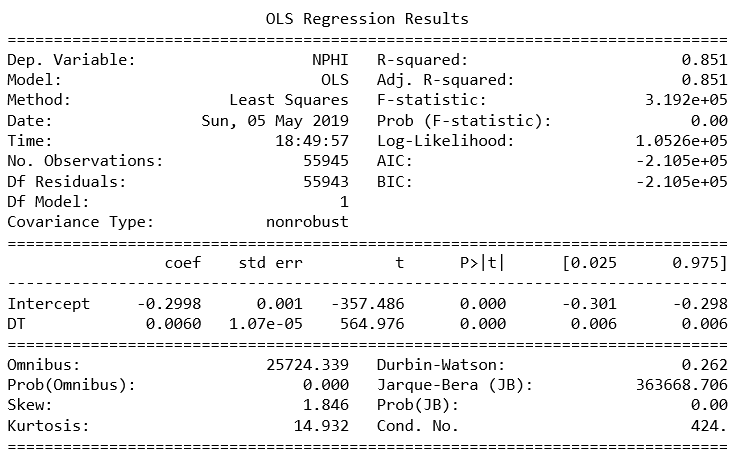 OLS Regression Results
==============================================================================
Dep. Variable:                   NPHI   R-squared:                       0.851
Model:                            OLS   Adj. R-squared:                  0.851
Method:                 Least Squares   F-statistic:                 3.192e+05
Date:                Sun, 05 May 2019   Prob (F-statistic):               0.00
Time:                        18:49:57   Log-Likelihood:             1.0526e+05
No. Observations:               55945   AIC:                        -2.105e+05
Df Residuals:                   55943   BIC:                        -2.105e+05
Df Model:                           1
Covariance Type:            nonrobust
==============================================================================
                 coef    std err          t      P>|t|      [0.025      0.975]
------------------------------------------------------------------------------
Intercept     -0.2998      0.001   -357.486      0.000      -0.301      -0.298
DT             0.0060   1.07e-05    564.976      0.000       0.006       0.006
==============================================================================
Omnibus:                    25724.339   Durbin-Watson:                   0.262
Prob(Omnibus):                  0.000   Jarque-Bera (JB):           363668.706
Skew:                           1.846   Prob(JB):                         0.00
Kurtosis:                      14.932   Cond. No.                         424.
==============================================================================